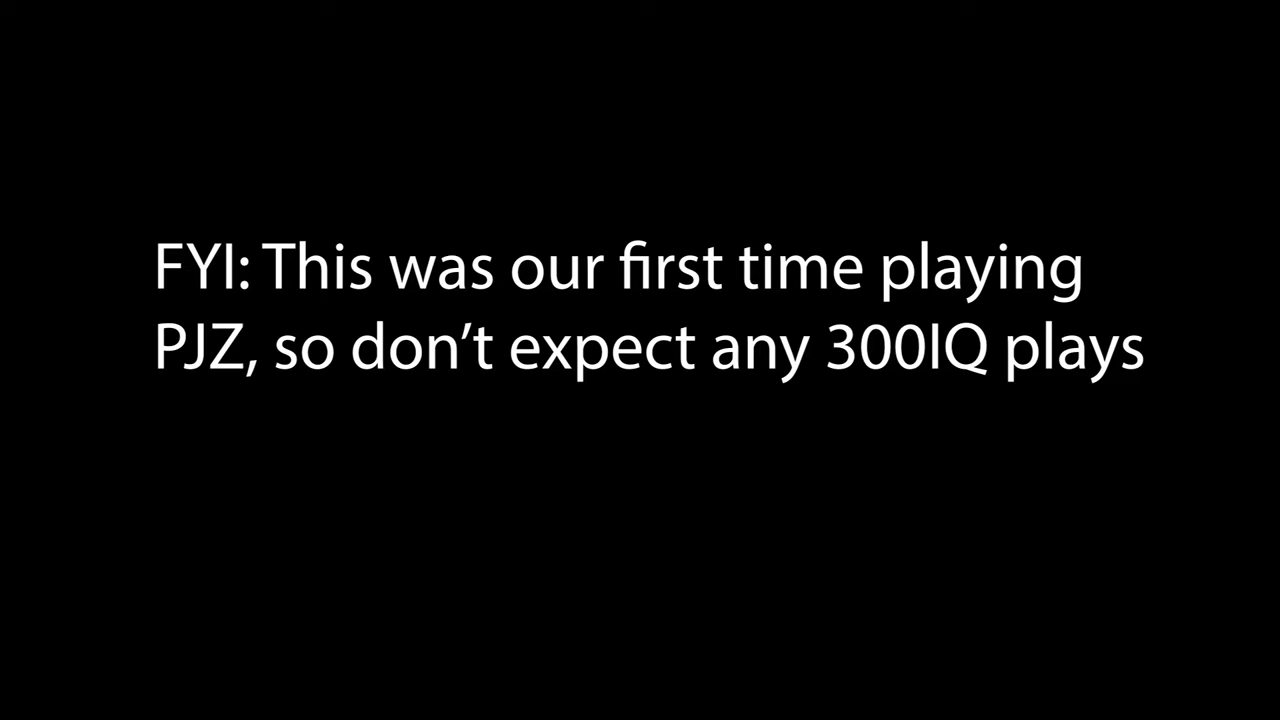 FYI: This was our first time playing
PJZ, so don’t expect any 300IQ plays